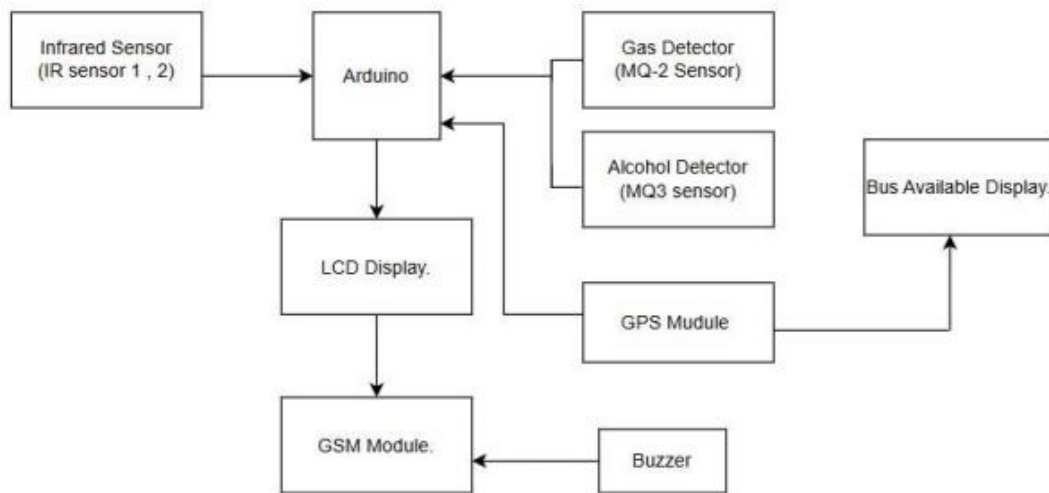 Infrared Sensor
(IR sensor 1 , 2)
Arduino
Gas Detector
(MQ-2 Sensor)
Alcohol Detector
(MQ3 sensor)
Bus Available Display.
LCD Display.
GPS Mudule
GSM Module.
Buzzer